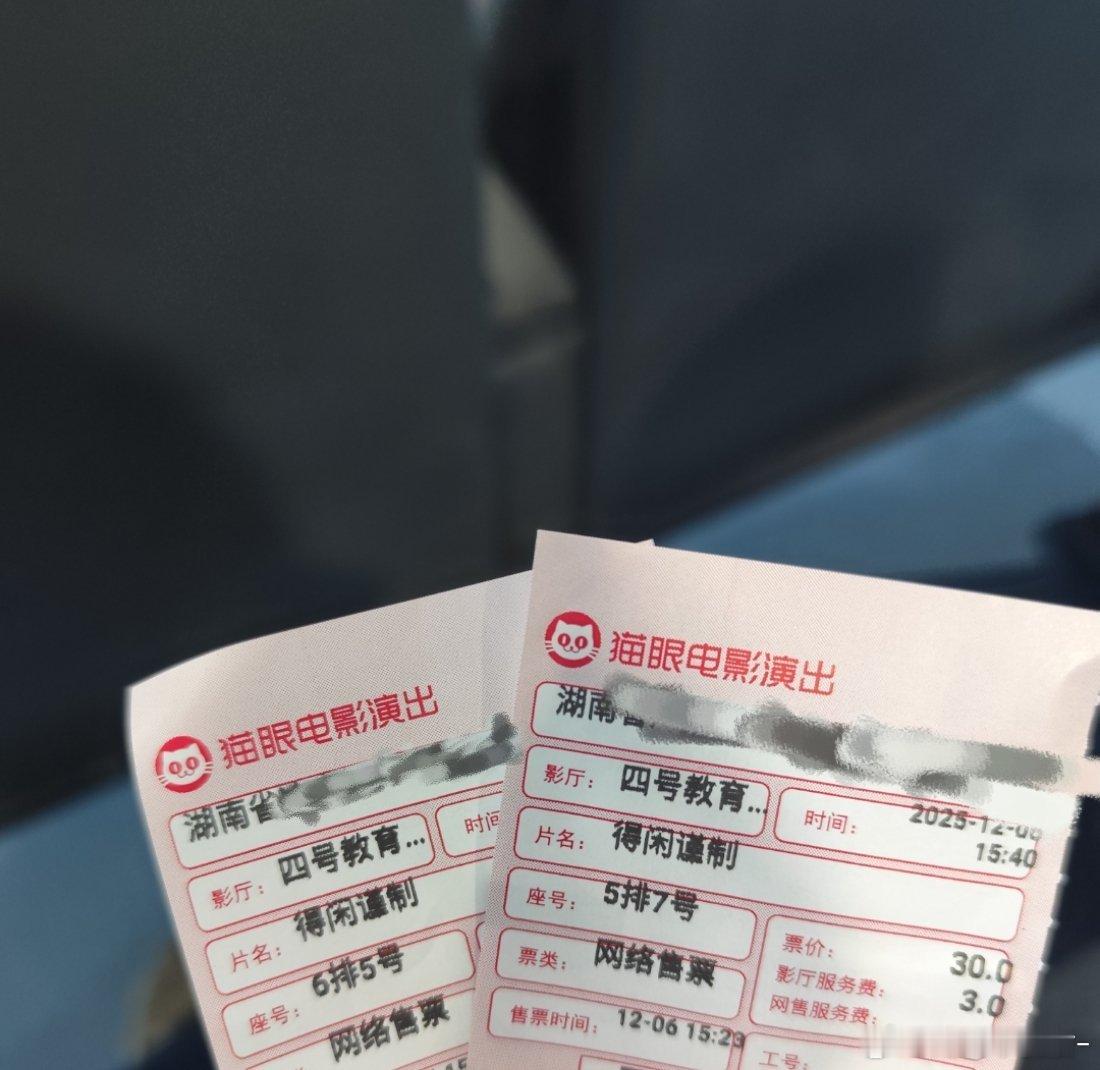 猫眼电影演出
湖南省
影厅: 四号教育...
时间
片名: 得闲谨制
座号: 6排5号
网络售票
15
猫眼电影演出
湖南省
影厅: 四号教育...
时间: 2025-12-06
15:40
片名: 得闲谨制
座号: 5排7号
票价: 30.0
影厅服务费: 3.0
网售服务费:
票类: 网络售票
售票时间: 12-06 15:23
工号: